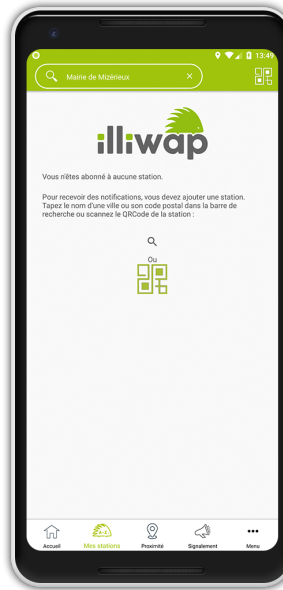 13:49
Mairie de Mizérieux
illiwap
Vous n'êtes abonné à aucune station.
Pour recevoir des notifications, vous devez ajouter une station.
Tapez le nom d'une ville ou son code postal dans la barre de
recherche ou scannez le QRCode de la station :
Ou
A-Z
Accueil Mes stations Proximité Signalement Menu